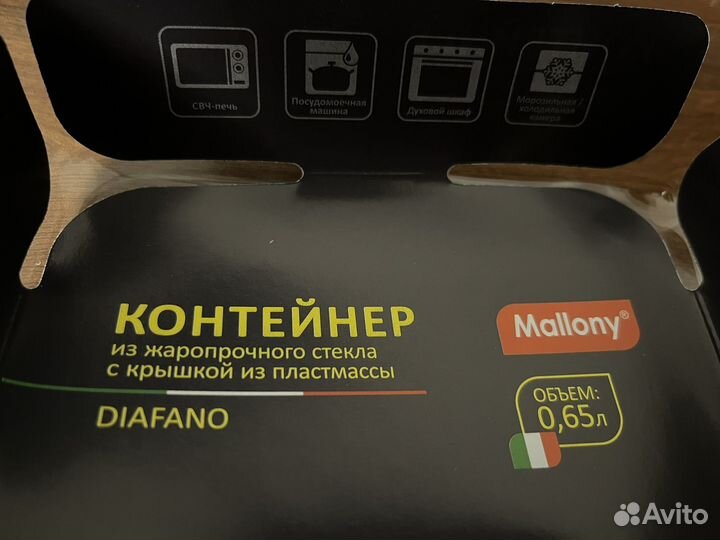 СВЧ-печь
Посудомоечная
машина
Духовой шкаф
Морозильная /
холодильная
камера
КОНТЕЙНЕР
из жаропрочного стекла
с крышкой из пластмассы
DIAFANO
Mallony®
ОБЪЕМ:
0,65л
Avito